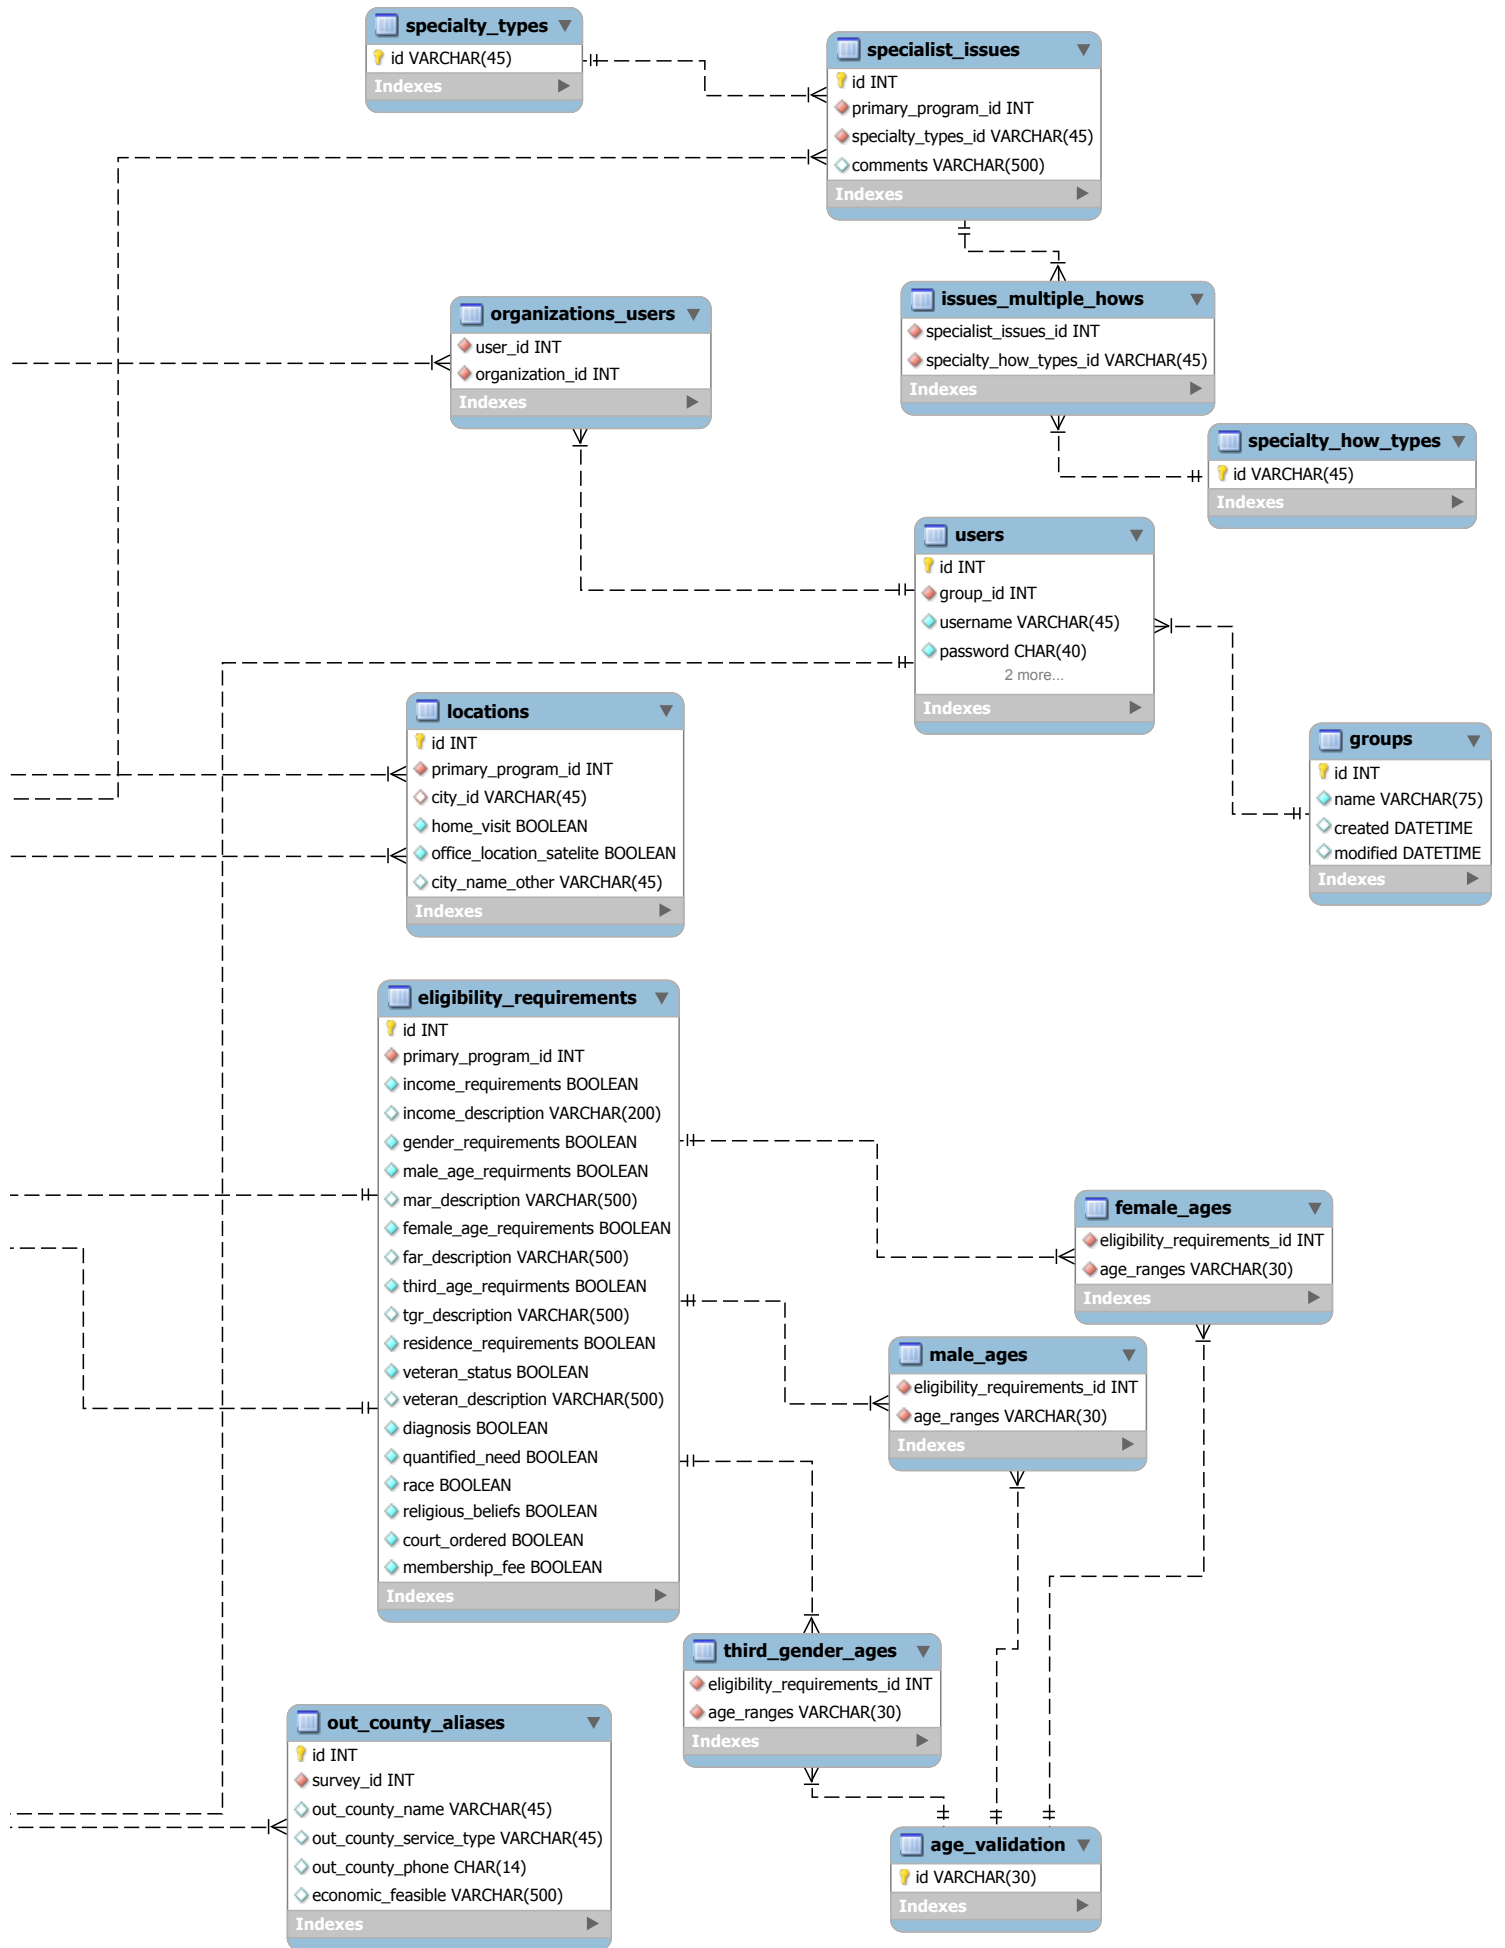 specialty_types
id VARCHAR(45)
Indexes
specialist_issues
id INT
primary_program_id INT
specialty_types_id VARCHAR(45)
comments VARCHAR(500)
Indexes
organizations_users
user_id INT
organization_id INT
Indexes
issues_multiple_hows
specialist_issues_id INT
specialty_how_types_id VARCHAR(45)
Indexes
specialty_how_types
id VARCHAR(45)
Indexes
users
id INT
group_id INT
username VARCHAR(45)
password CHAR(40)
2 more...
Indexes
locations
id INT
primary_program_id INT
city_id VARCHAR(45)
home_visit BOOLEAN
office_location_satelite BOOLEAN
city_name_other VARCHAR(45)
Indexes
groups
id INT
name VARCHAR(75)
created DATETIME
modified DATETIME
Indexes
eligibility_requirements
id INT
primary_program_id INT
income_requirements BOOLEAN
income_description VARCHAR(200)
gender_requirements BOOLEAN
male_age_requirments BOOLEAN
mar_description VARCHAR(500)
female_age_requirements BOOLEAN
far_description VARCHAR(500)
third_age_requirments BOOLEAN
tgr_description VARCHAR(500)
residence_requirements BOOLEAN
veteran_status BOOLEAN
veteran_description VARCHAR(500)
diagnosis BOOLEAN
quantified_need BOOLEAN
race BOOLEAN
religious_beliefs BOOLEAN
court_ordered BOOLEAN
membership_fee BOOLEAN
Indexes
female_ages
eligibility_requirements_id INT
age_ranges VARCHAR(30)
Indexes
male_ages
eligibility_requirements_id INT
age_ranges VARCHAR(30)
Indexes
third_gender_ages
eligibility_requirements_id INT
age_ranges VARCHAR(30)
Indexes
out_county_aliases
id INT
survey_id INT
out_county_name VARCHAR(45)
out_county_service_type VARCHAR(45)
out_county_phone CHAR(14)
economic_feasible VARCHAR(500)
Indexes
age_validation
id VARCHAR(30)
Indexes